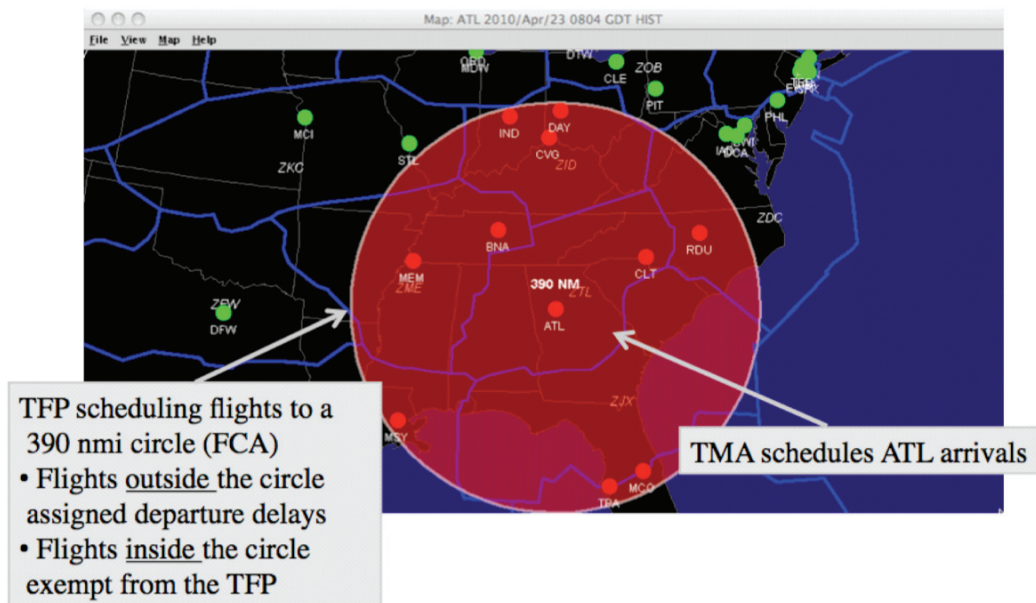 Map: ATL 2010/Apr/23 0804 GDT HIST
File View Map Help
ORD
MDW
DTW
CLE
ZOB
PIT
PHL
MCI
STL
IND
DAY
CVG
ZID
DCA
ZKC
ZDC
BNA
RDU
MEM
ZME
CLT
390 NM
ZTL
ATL
ZFW
DFW
ZJX
MSY
MCO
TPA
TFP scheduling flights to a
390 nmi circle (FCA)
• Flights outside the circle
assigned departure delays
• Flights inside the circle
exempt from the TFP
TMA schedules ATL arrivals